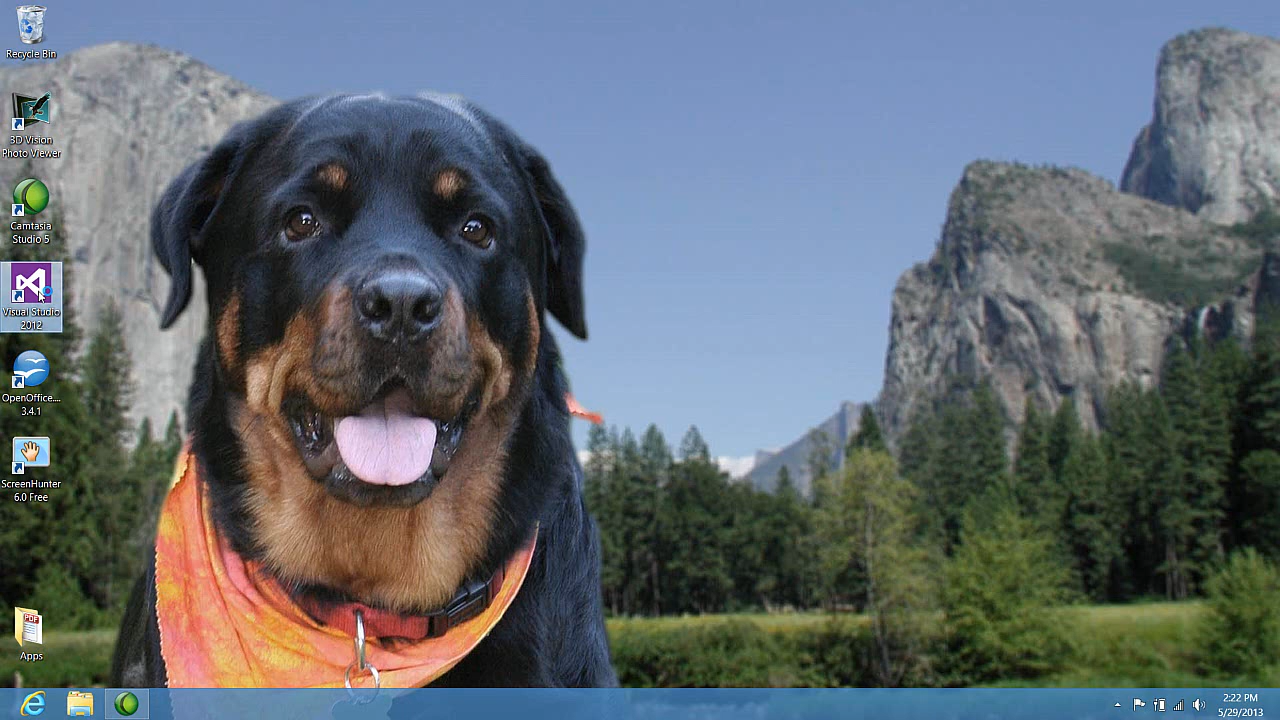 Recycle Bin
3D Vision
Photo Viewer
Camtasia
Studio 5
Visual Studio
2012
OpenOffice....
3.4.1
ScreenHunter
6.0 Free
PDF
Apps
2:22 PM
5/29/2013